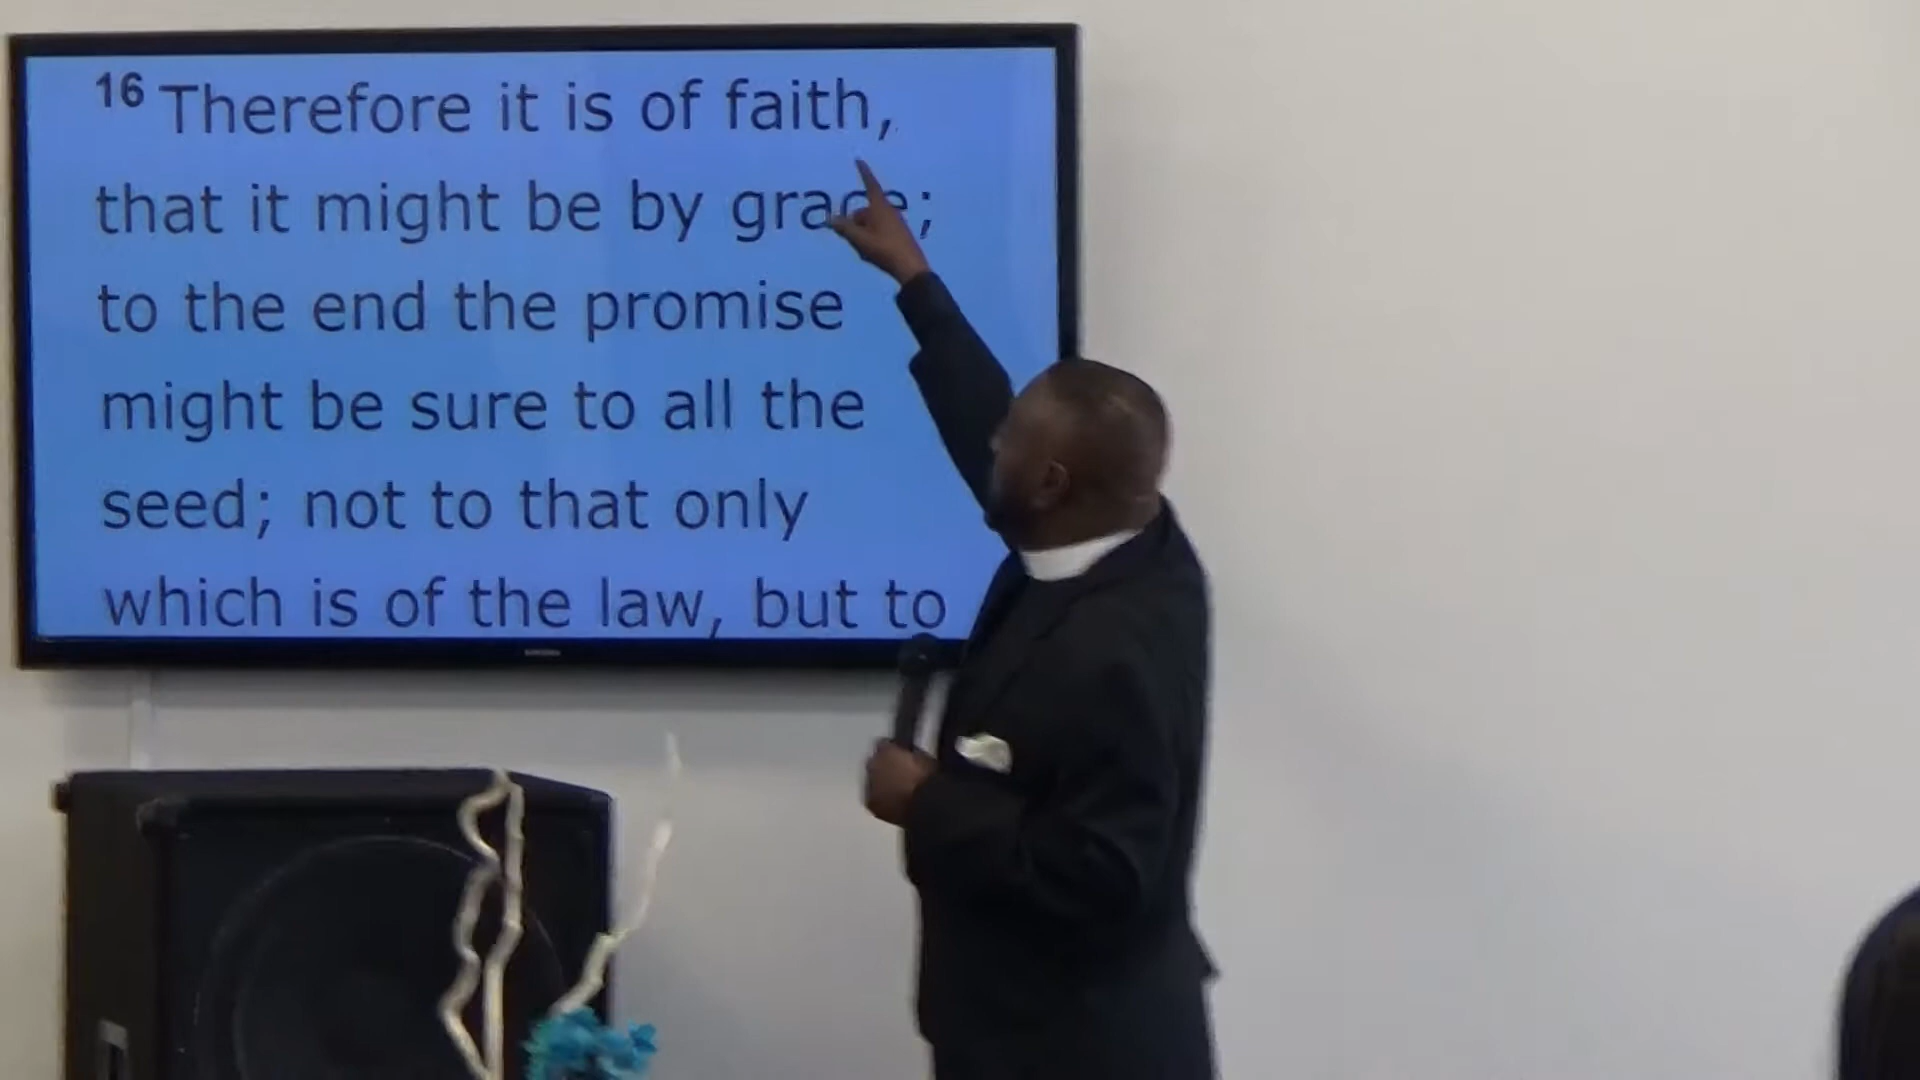 16 Therefore it is of faith,
that it might be by grace;
to the end the promise
might be sure to all the
seed; not to that only
which is of the law, but to